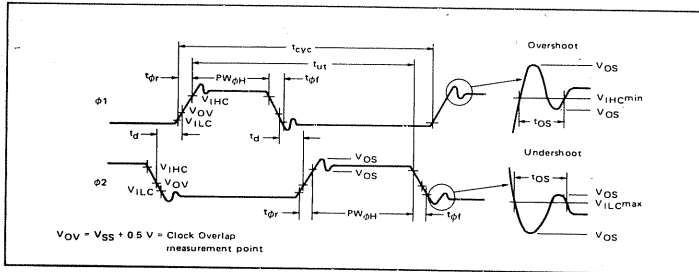 tcyc
Overshoot
tut
VOS
tϕr
PWϕH
tϕf
ϕ1
VIHC
VOV
VILC
VIHCmin
VOS
tOS
td
td
Undershoot
VIHC
VOS
VOS
tOS
ϕ2
VOV
VILC
VOS
VILCmax
tϕr
PWϕH
tϕf
VOS
VOV = VSS + 0.5 V = Clock Overlap
measurement point